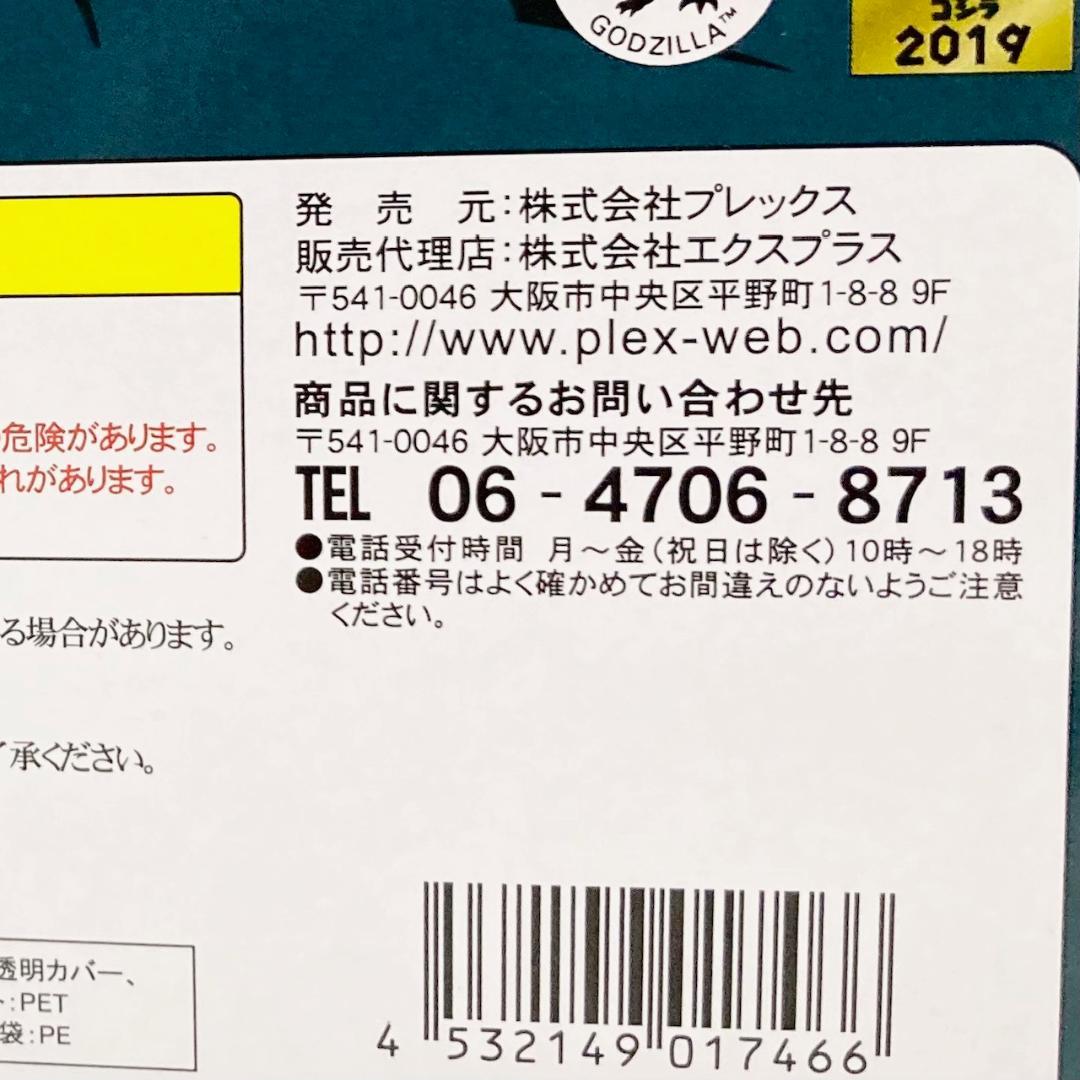 GODZILLA™
ゴジラ
2019
発 売 元：株式会社プレックス
販売代理店：株式会社エクスプラス
〒541-0046 大阪市中央区平野町1-8-8 9F
http://www.plex-web.com/
商品に関するお問い合わせ先
〒541-0046 大阪市中央区平野町1-8-8 9F
TEL 06 - 4706 - 8713
●電話受付時間 月〜金（祝日は除く）10時〜18時
●電話番号はよく確かめてお間違えのないようご注意
ください。
危険があります。
れがあります。
る場合があります。
承ください。
透明カバー、
:PET
袋:PE
4 532149 017466